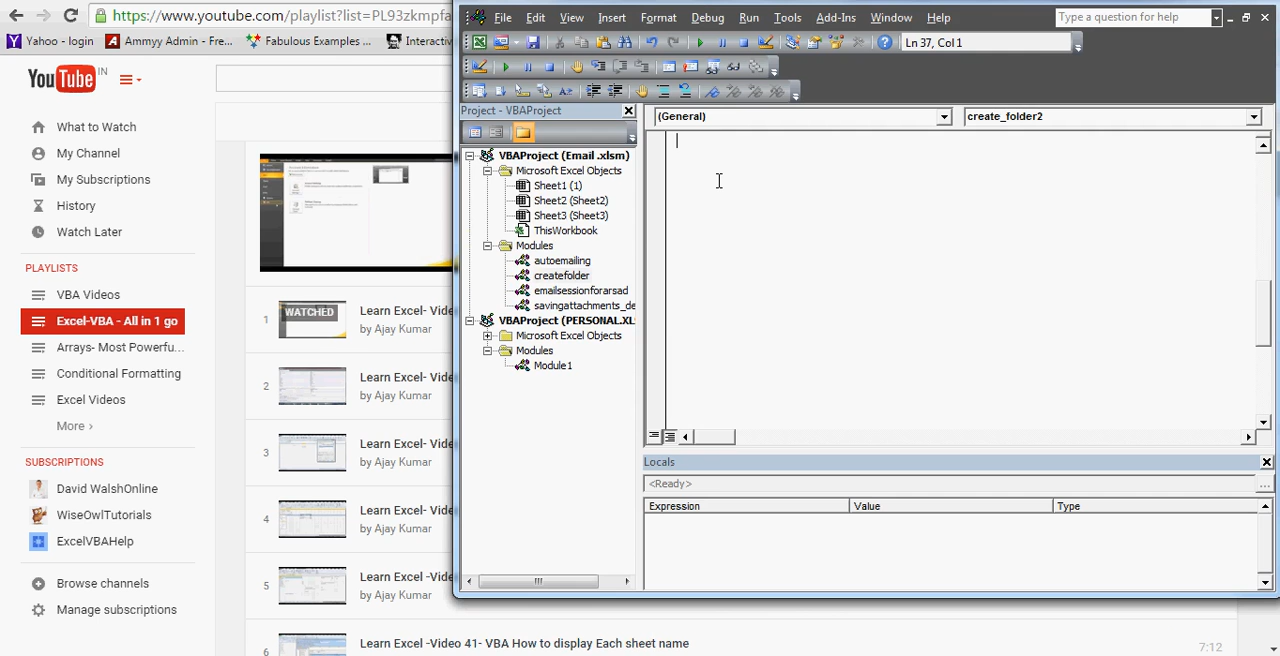 https://www.youtube.com/playlist?list=PL93zkmpfa
Yahoo - login
Ammyy Admin - Fre...
Fabulous Examples ...
Interactiv
YouTube IN
What to Watch
My Channel
My Subscriptions
History
Watch Later
PLAYLISTS
VBA Videos
Excel-VBA - All in 1 go
Arrays- Most Powerfu...
Conditional Formatting
Excel Videos
More ›
SUBSCRIPTIONS
David WalshOnline
WiseOwlTutorials
ExcelVBAHelp
Browse channels
Manage subscriptions
1
WATCHED
Learn Excel- Vide
by Ajay Kumar
2
Learn Excel- Vide
by Ajay Kumar
3
Learn Excel- Vide
by Ajay Kumar
4
Learn Excel- Vide
by Ajay Kumar
5
Learn Excel -Vide
by Ajay Kumar
6
Learn Excel -Video 41- VBA How to display Each sheet name
7:12
File Edit View Insert Format Debug Run Tools Add-Ins Window Help
Type a question for help
Ln 37, Col 1
Project - VBAProject
VBAProject (Email .xlsm)
Microsoft Excel Objects
Sheet1 (1)
Sheet2 (Sheet2)
Sheet3 (Sheet3)
ThisWorkbook
Modules
autoemailing
createfolder
emailsessionforarsad
savingattachments_de
VBAProject (PERSONAL.XL
Microsoft Excel Objects
Modules
Module1
(General)
create_folder2
Locals
<Ready>
...
Expression Value Type